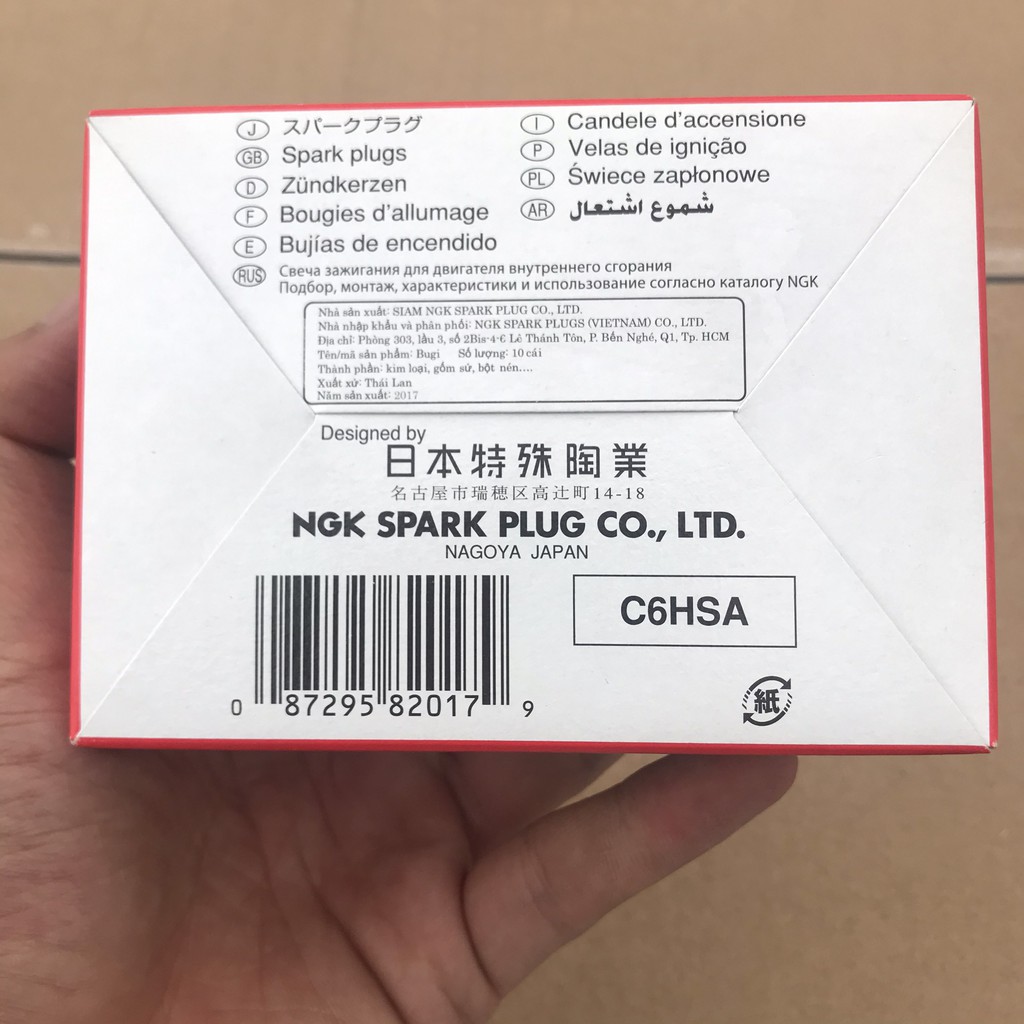 J スパークプラグ
GB Spark plugs
D Zündkerzen
F Bougies d'allumage
E Bujías de encendido
I Candele d'accensione
P Velas de ignição
PL Świece zapłonowe
AR شموع اشتعال
RUS Свеча зажигания для двигателя внутреннего сгорания
Подбор, монтаж, характеристики и использование согласно каталогу NGK
Nhà sản xuất: SIAM NGK SPARK PLUG CO., LTD.
Nhà nhập khẩu và phân phối: NGK SPARK PLUGS (VIETNAM) CO., LTD.
Địa chỉ: Phòng 303, lầu 3, số 2Bis-4-6 Lê Thánh Tôn, P. Bến Nghé, Q1, Tp. HCM
Tên/mã sản phẩm: Bugi Số lượng: 10 cái
Thành phần: kim loại, gốm sứ, bột nén....
Xuất xứ: Thái Lan
Năm sản xuất: 2017
Designed by
日本特殊陶業
名古屋市瑞穂区高辻町14-18
NGK SPARK PLUG CO., LTD.
NAGOYA JAPAN
C6HSA
紙
0 87295 82017 9